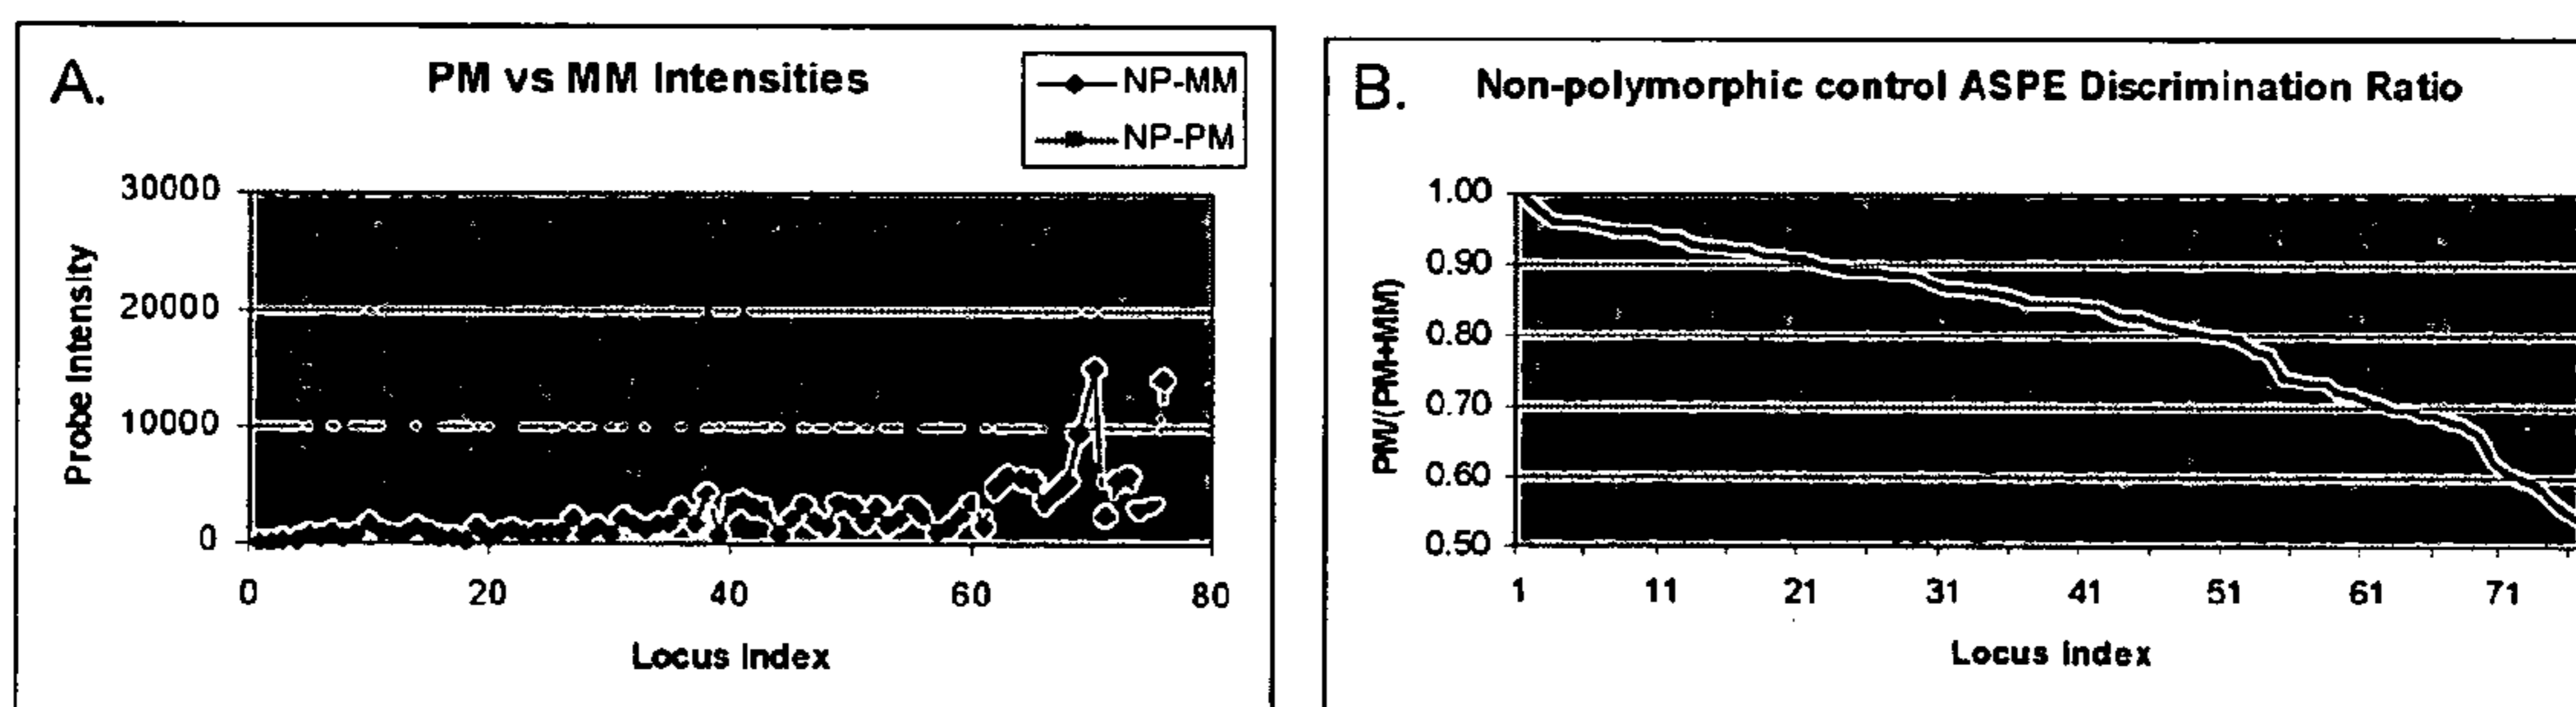 A.
PM vs MM Intensities
NP-MM
NP-PM
Probe Intensity
30000
20000
10000
0
0 20 40 60 80
Locus Index
B.
Non-polymorphic control ASPE Discrimination Ratio
PM/(PM+MM)
1.00
0.90
0.80
0.70
0.60
0.50
1 11 21 31 41 51 61 71
Locus Index